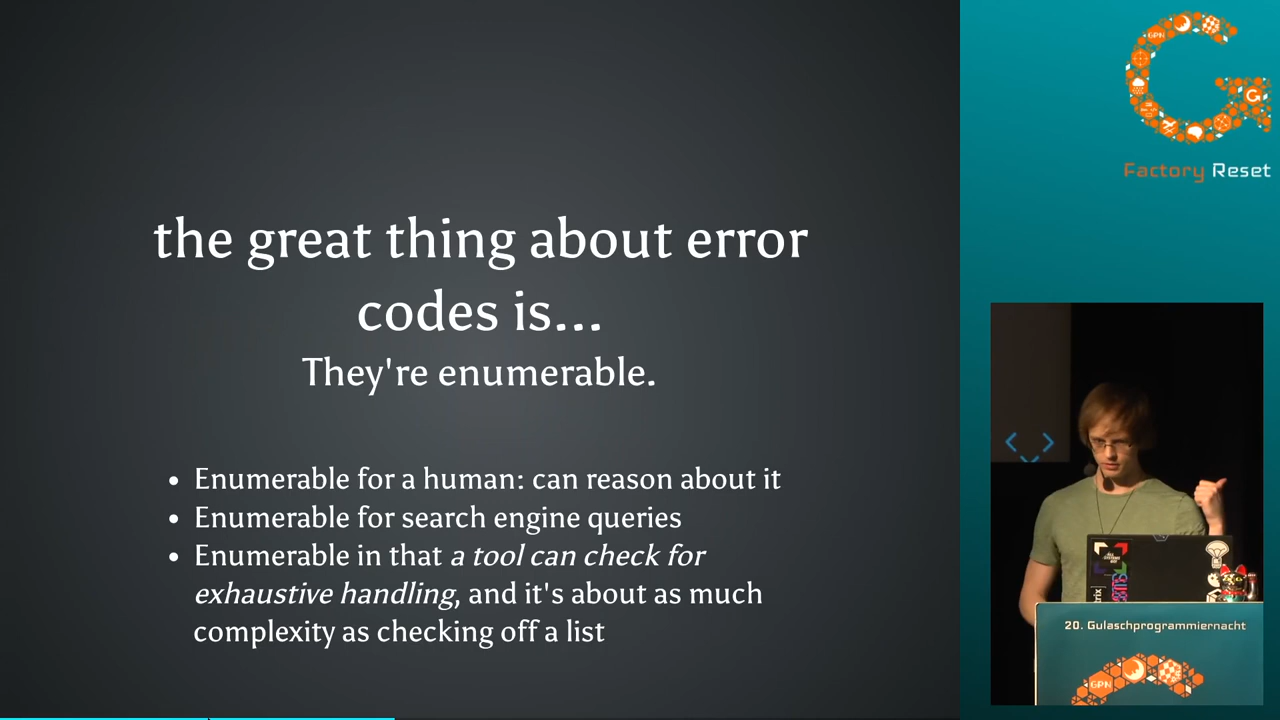 the great thing about error
codes is...
They're enumerable.
• Enumerable for a human: can reason about it
• Enumerable for search engine queries
• Enumerable in that a tool can check for
exhaustive handling, and it's about as much
complexity as checking off a list
GPN
Factory Reset
20. Gulaschprogrammiernacht
GPN